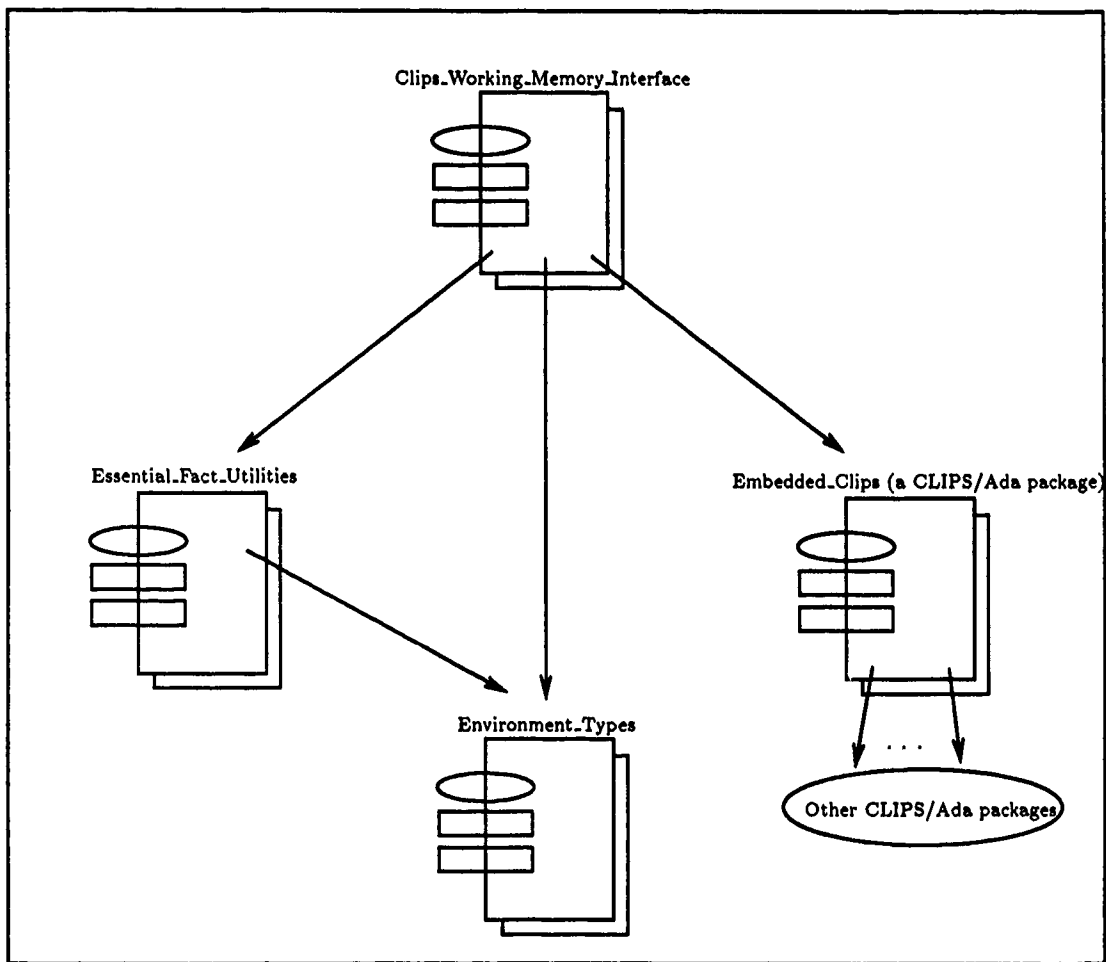 Clips_Working_Memory_Interface
Essential_Fact_Utilities
Embedded_Clips (a CLIPS/Ada package)
Environment_Types
. . .
Other CLIPS/Ada packages